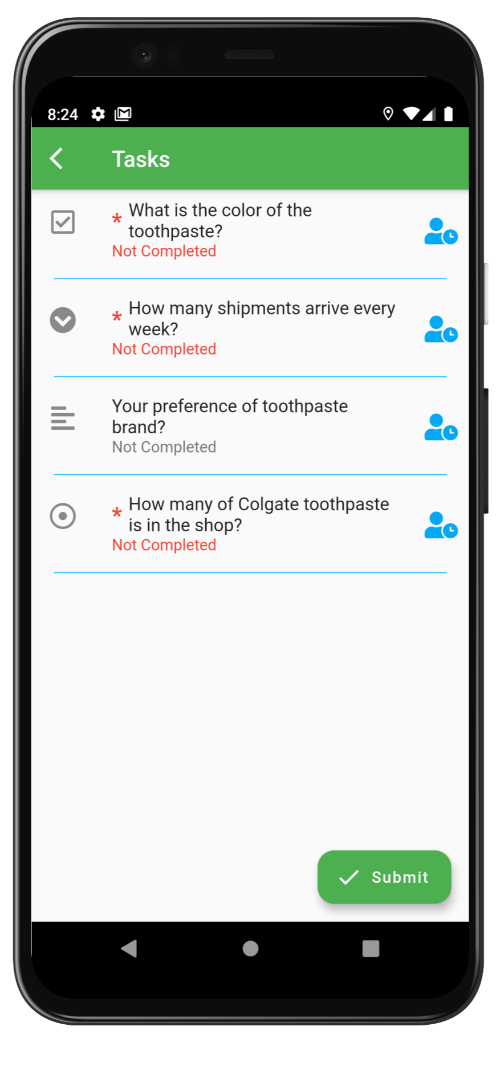 8:24
Tasks
* What is the color of the
toothpaste?
Not Completed
* How many shipments arrive every
week?
Not Completed
Your preference of toothpaste
brand?
Not Completed
* How many of Colgate toothpaste
is in the shop?
Not Completed
Submit